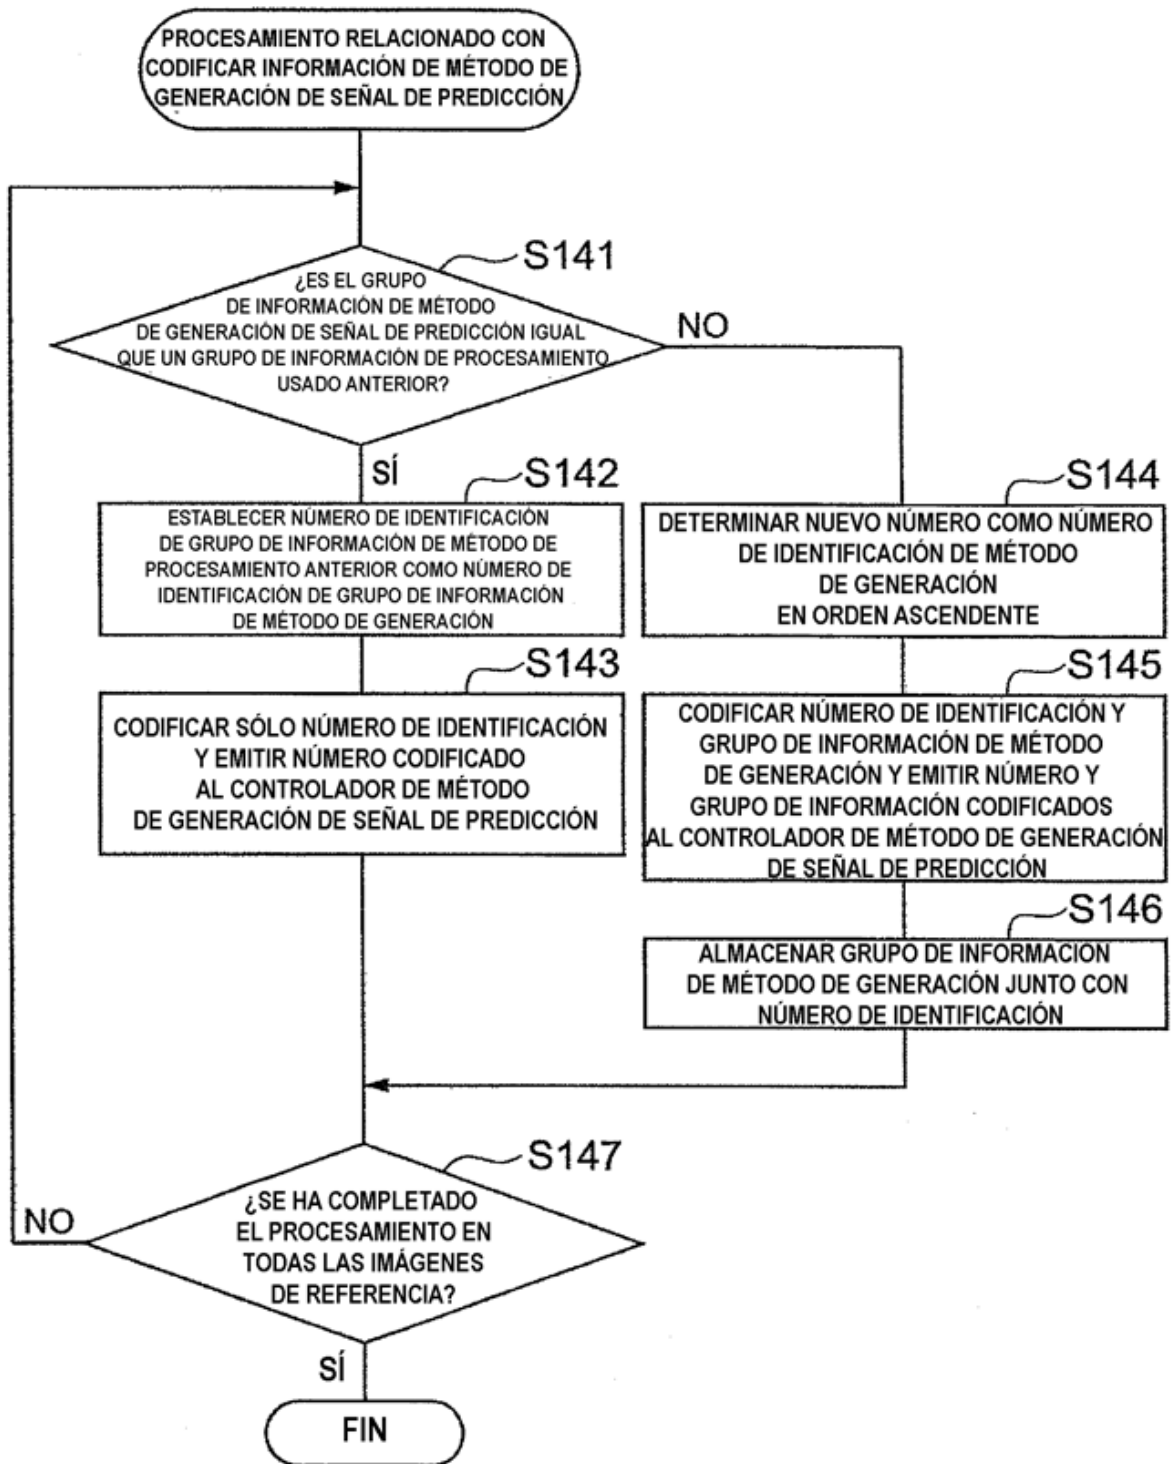 PROCESAMIENTO RELACIONADO CON
CODIFICAR INFORMACIÓN DE MÉTODO DE
GENERACIÓN DE SEÑAL DE PREDICCIÓN
S141
¿ES EL GRUPO
DE INFORMACIÓN DE MÉTODO
DE GENERACIÓN DE SEÑAL DE PREDICCIÓN IGUAL
QUE UN GRUPO DE INFORMACIÓN DE PROCESAMIENTO
USADO ANTERIOR?
NO
SÍ
S142
ESTABLECER NÚMERO DE IDENTIFICACIÓN
DE GRUPO DE INFORMACIÓN DE MÉTODO DE
PROCESAMIENTO ANTERIOR COMO NÚMERO DE
IDENTIFICACIÓN DE GRUPO DE INFORMACIÓN
DE MÉTODO DE GENERACIÓN
S143
CODIFICAR SÓLO NÚMERO DE IDENTIFICACIÓN
Y EMITIR NÚMERO CODIFICADO
AL CONTROLADOR DE MÉTODO
DE GENERACIÓN DE SEÑAL DE PREDICCIÓN
S144
DETERMINAR NUEVO NÚMERO COMO NÚMERO
DE IDENTIFICACIÓN DE MÉTODO
DE GENERACIÓN
EN ORDEN ASCENDENTE
S145
CODIFICAR NÚMERO DE IDENTIFICACIÓN Y
GRUPO DE INFORMACIÓN DE MÉTODO
DE GENERACIÓN Y EMITIR NÚMERO Y
GRUPO DE INFORMACIÓN CODIFICADOS
AL CONTROLADOR DE MÉTODO DE GENERACIÓN
DE SEÑAL DE PREDICCIÓN
S146
ALMACENAR GRUPO DE INFORMACION
DE MÉTODO DE GENERACIÓN JUNTO CON
NÚMERO DE IDENTIFICACIÓN
S147
¿SE HA COMPLETADO
EL PROCESAMIENTO EN
TODAS LAS IMÁGENES
DE REFERENCIA?
NO
SÍ
FIN